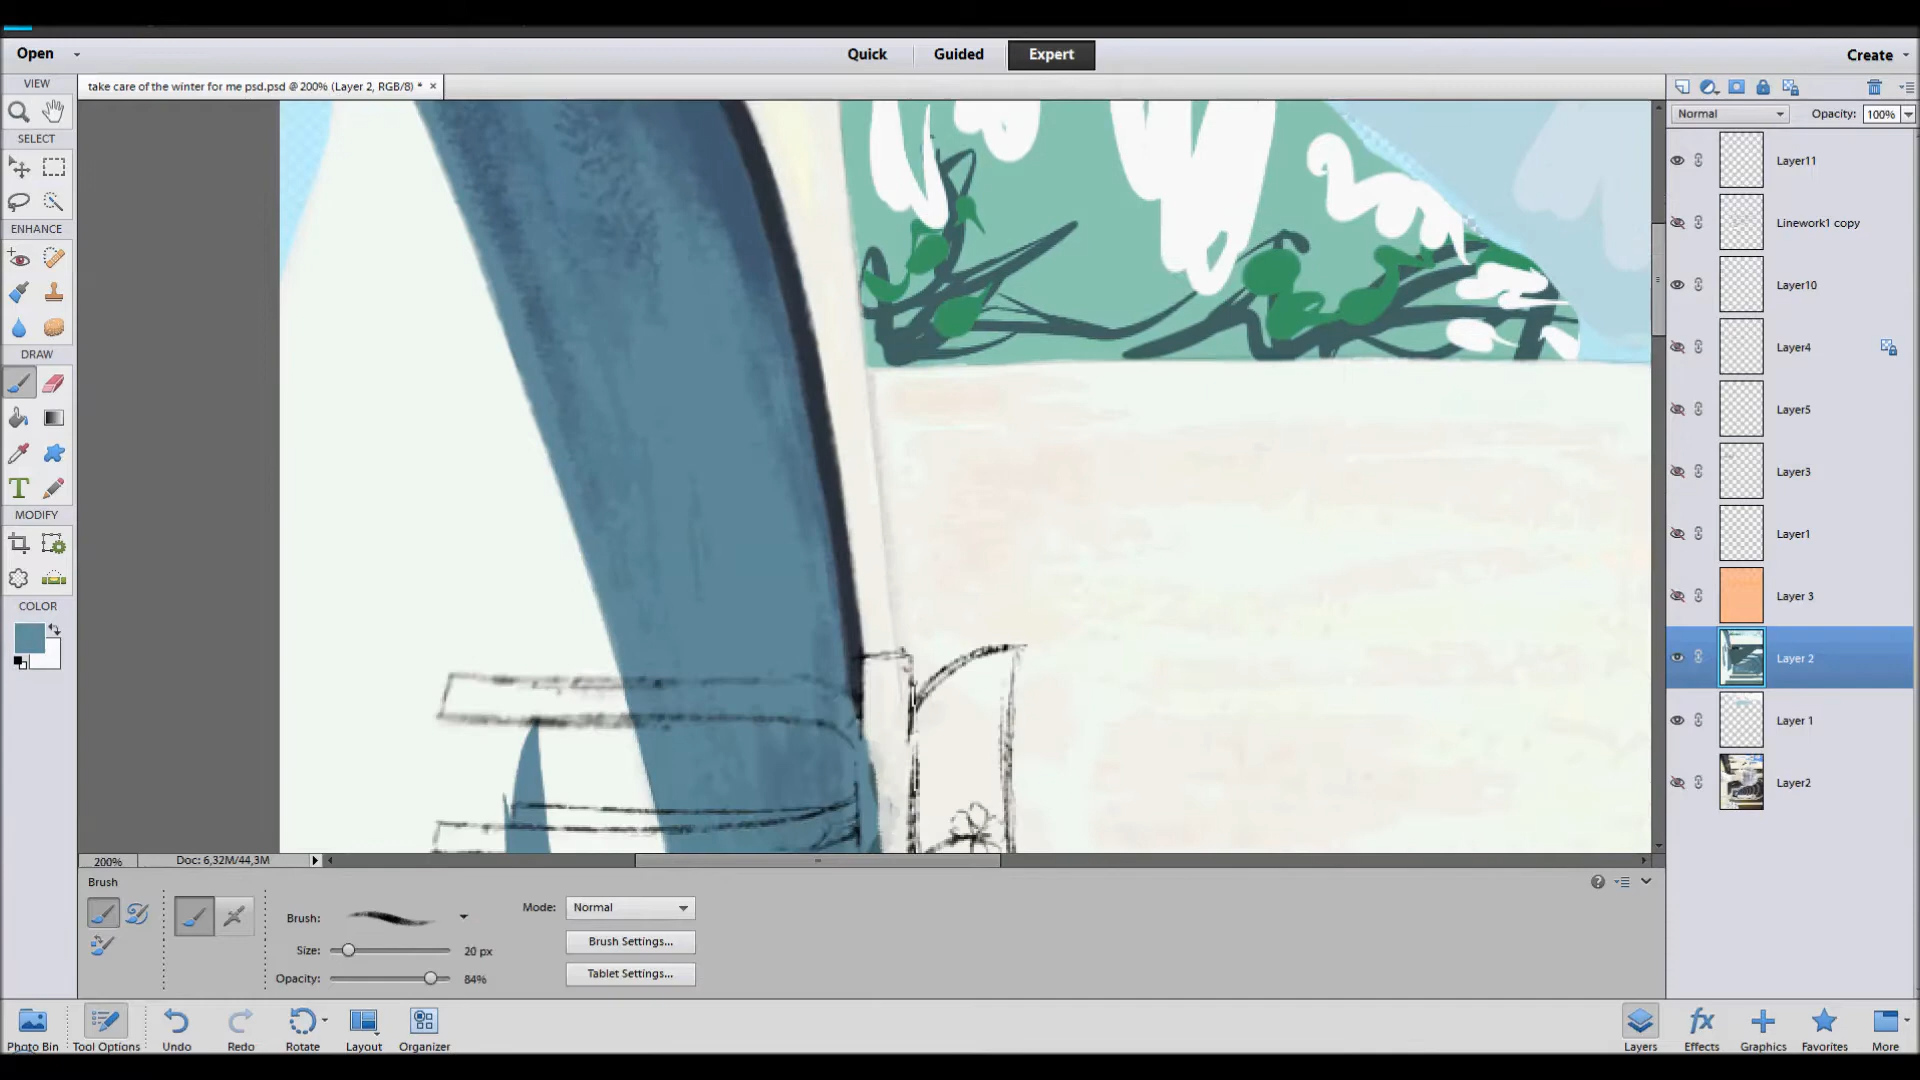 Open
Quick
Guided
Expert
Create
VIEW
take care of the winter for me psd.psd @ 200% (Layer 2, RGB/8) *
Normal
Opacity: 100%
SELECT
ENHANCE
DRAW
MODIFY
COLOR
Layer11
Linework1 copy
Layer10
Layer4
Layer5
Layer3
Layer1
Layer 3
Layer 2
Layer 1
Layer2
200%
Doc: 6,32M/44,3M
Brush
Brush:
Size:
20 px
Opacity:
84%
Mode:
Normal
Brush Settings...
Tablet Settings...
Photo Bin
Tool Options
Undo
Redo
Rotate
Layout
Organizer
Layers
Effects
Graphics
Favorites
More